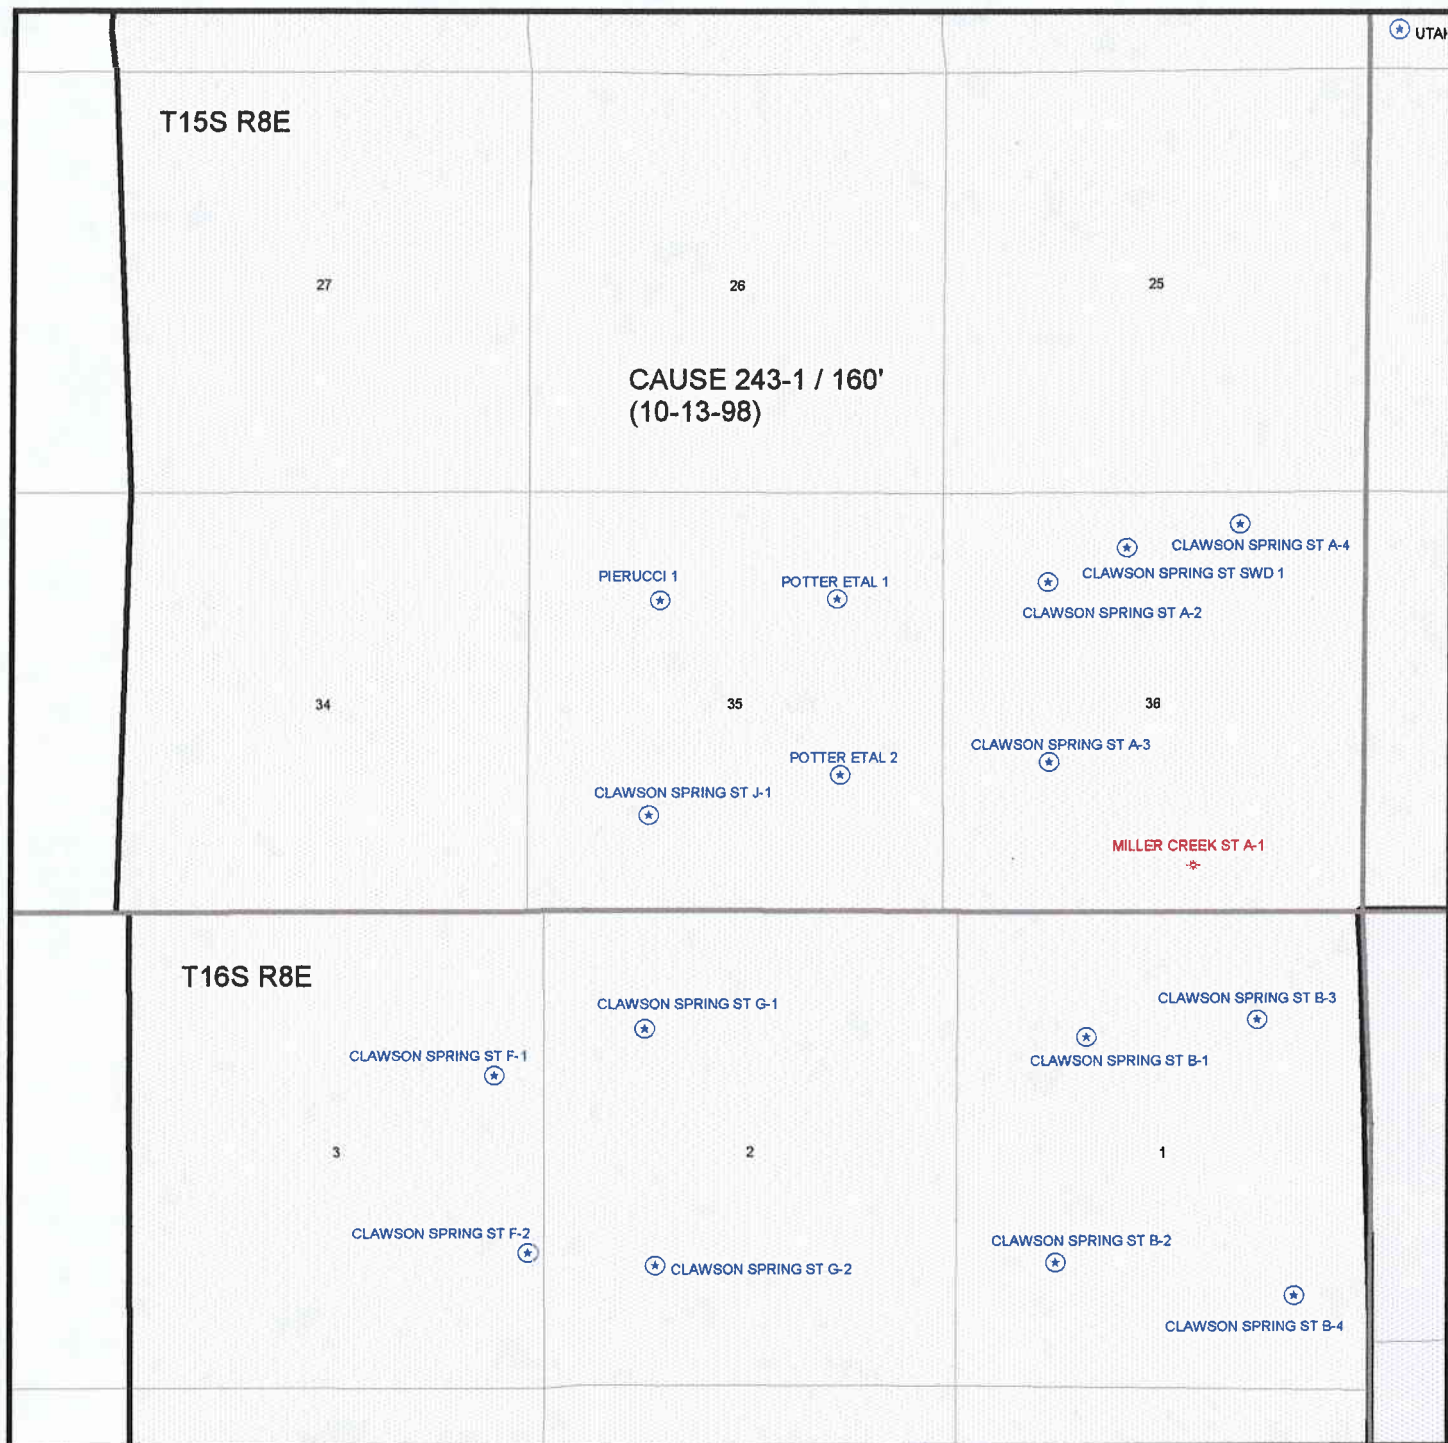 UTAH
T15S R8E
27
26
25
CAUSE 243-1 / 160'
(10-13-98)
CLAWSON SPRING ST A-4
CLAWSON SPRING ST SWD 1
PIERUCCI 1
POTTER ETAL 1
CLAWSON SPRING ST A-2
34
35
36
CLAWSON SPRING ST A-3
POTTER ETAL 2
CLAWSON SPRING ST J-1
MILLER CREEK ST A-1
T16S R8E
CLAWSON SPRING ST G-1
CLAWSON SPRING ST B-3
CLAWSON SPRING ST F-1
CLAWSON SPRING ST B-1
3
2
1
CLAWSON SPRING ST F-2
CLAWSON SPRING ST B-2
CLAWSON SPRING ST G-2
CLAWSON SPRING ST B-4